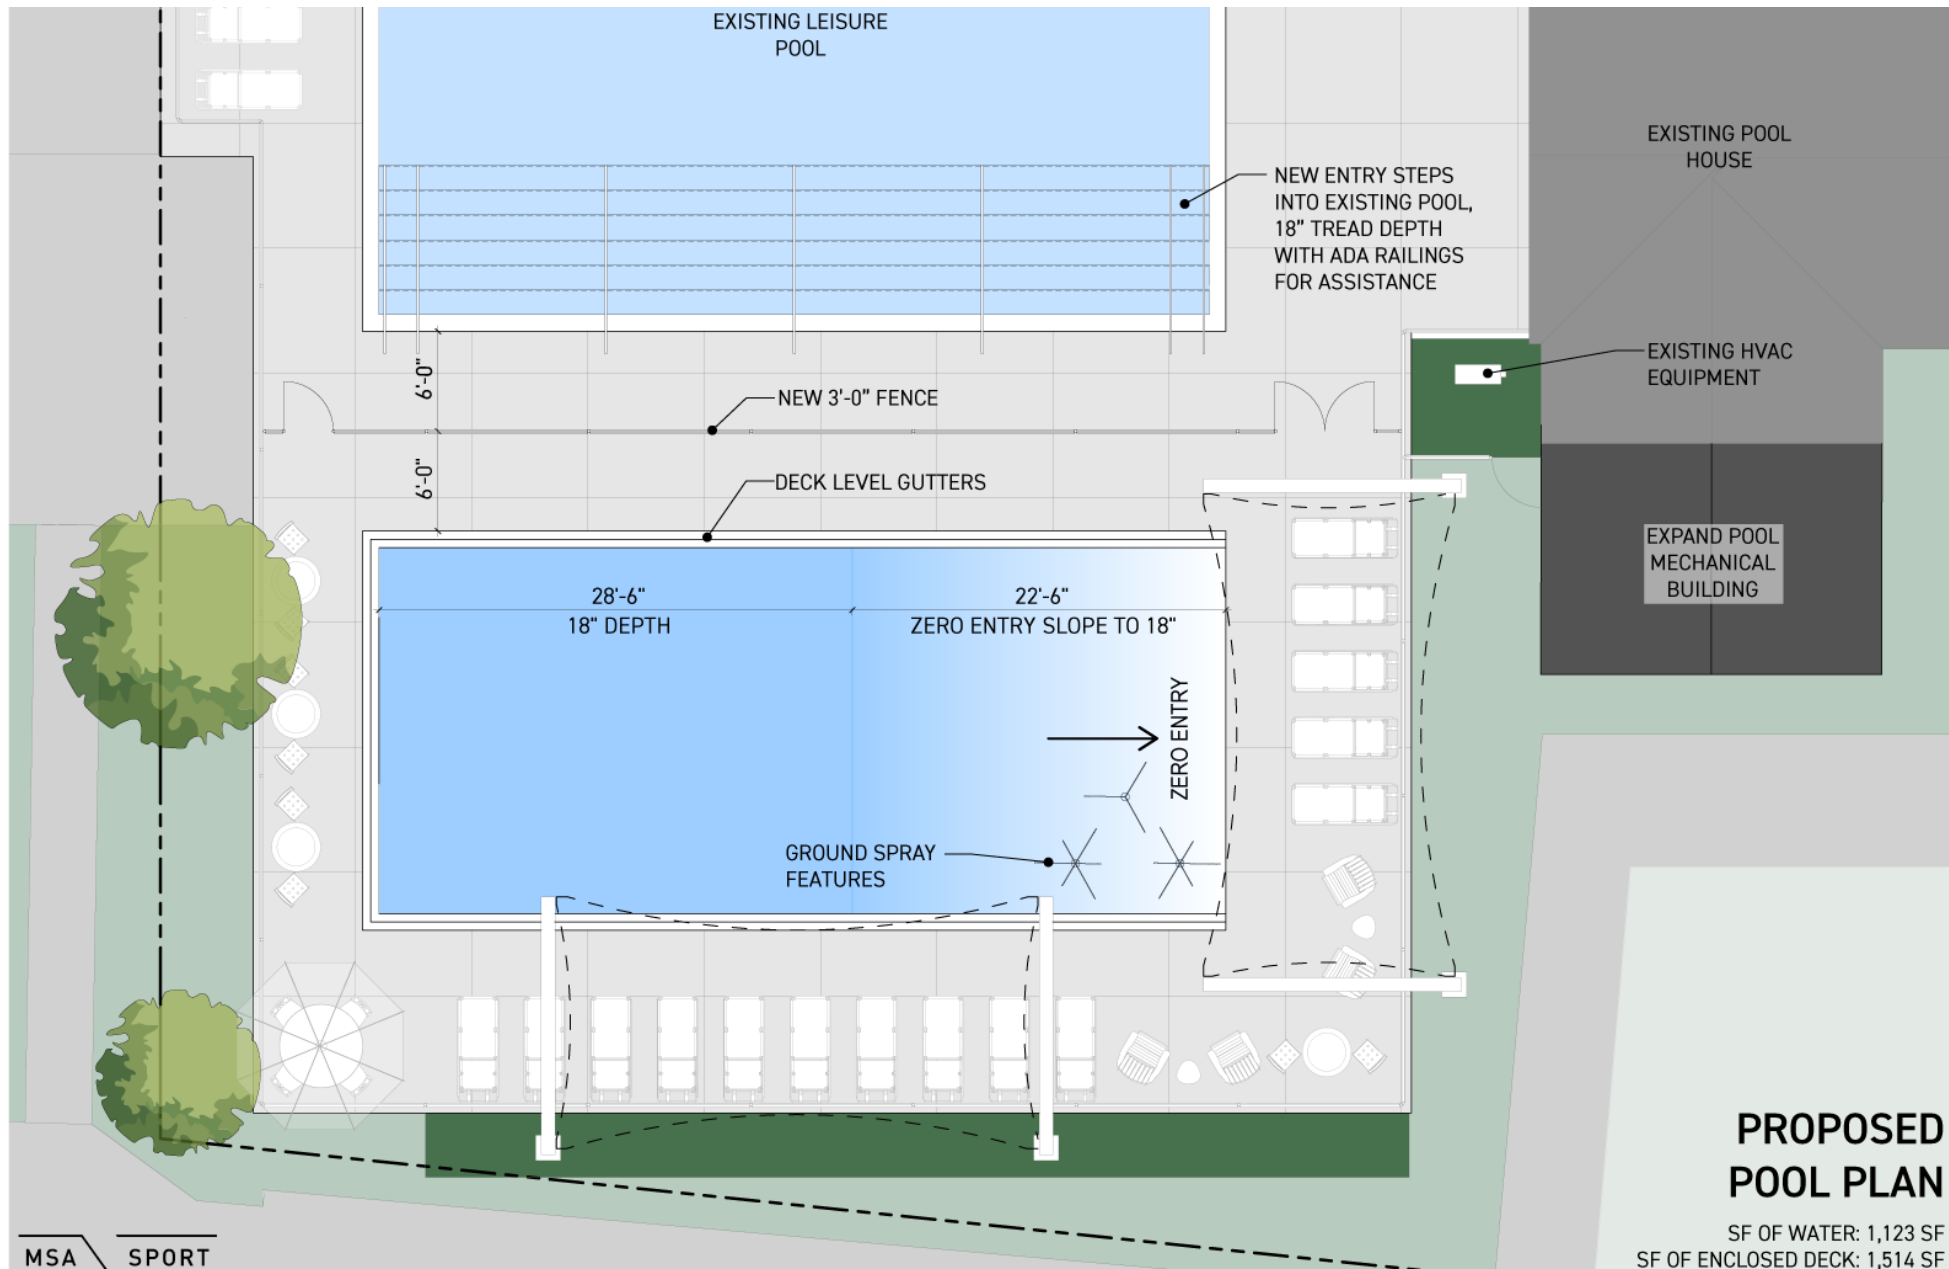 EXISTING LEISURE
POOL
EXISTING POOL
HOUSE
NEW ENTRY STEPS
INTO EXISTING POOL,
18" TREAD DEPTH
WITH ADA RAILINGS
FOR ASSISTANCE
EXISTING HVAC
EQUIPMENT
6'-0"
NEW 3'-0" FENCE
6'-0"
DECK LEVEL GUTTERS
EXPAND POOL
MECHANICAL
BUILDING
28'-6"
18" DEPTH
22'-6"
ZERO ENTRY SLOPE TO 18"
ZERO ENTRY
GROUND SPRAY
FEATURES
PROPOSED
POOL PLAN
SF OF WATER: 1,123 SF
SF OF ENCLOSED DECK: 1,514 SF
MSA SPORT